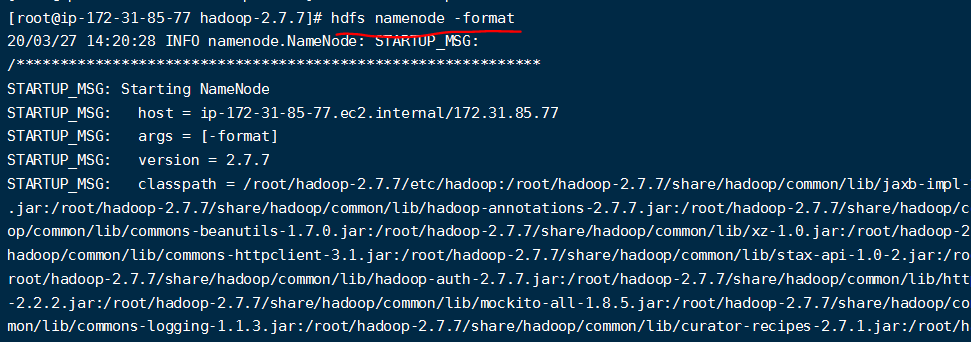 [root@ip-172-31-85-77 hadoop-2.7.7]# hdfs namenode -format
20/03/27 14:20:28 INFO namenode.NameNode: STARTUP_MSG:
/************************************************************
STARTUP_MSG: Starting NameNode
STARTUP_MSG:   host = ip-172-31-85-77.ec2.internal/172.31.85.77
STARTUP_MSG:   args = [-format]
STARTUP_MSG:   version = 2.7.7
STARTUP_MSG:   classpath = /root/hadoop-2.7.7/etc/hadoop:/root/hadoop-2.7.7/share/hadoop/common/lib/jaxb-impl-
.jar:/root/hadoop-2.7.7/share/hadoop/common/lib/hadoop-annotations-2.7.7.jar:/root/hadoop-2.7.7/share/hadoop/c
op/common/lib/commons-beanutils-1.7.0.jar:/root/hadoop-2.7.7/share/hadoop/common/lib/xz-1.0.jar:/root/hadoop-2
hadoop/common/lib/commons-httpclient-3.1.jar:/root/hadoop-2.7.7/share/hadoop/common/lib/stax-api-1.0-2.jar:/ro
root/hadoop-2.7.7/share/hadoop/common/lib/hadoop-auth-2.7.7.jar:/root/hadoop-2.7.7/share/hadoop/common/lib/htt
-2.2.2.jar:/root/hadoop-2.7.7/share/hadoop/common/lib/mockito-all-1.8.5.jar:/root/hadoop-2.7.7/share/hadoop/co
mon/lib/commons-logging-1.1.3.jar:/root/hadoop-2.7.7/share/hadoop/common/lib/curator-recipes-2.7.1.jar:/root/h